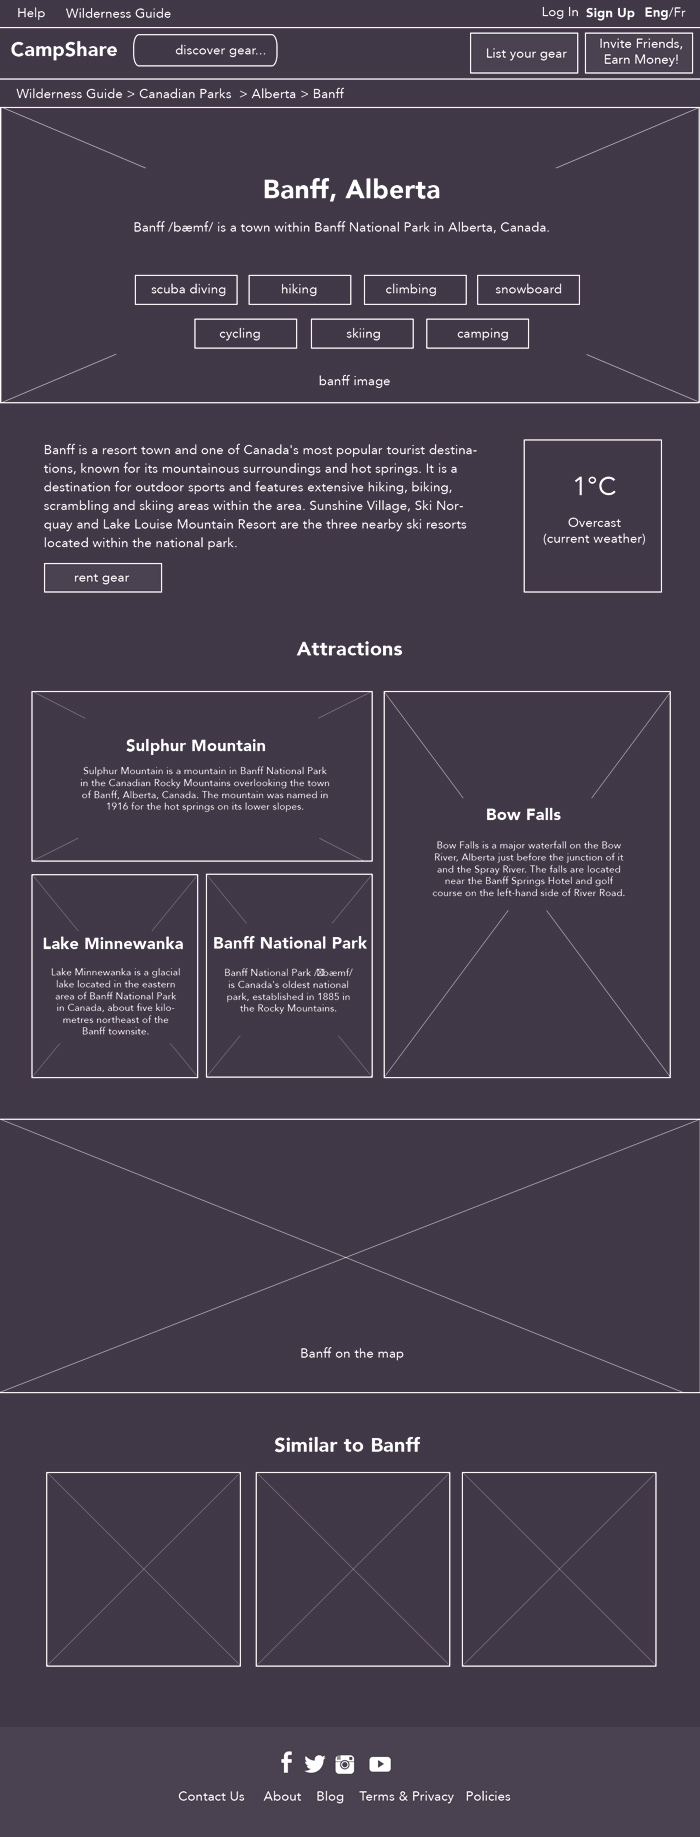 Help Wilderness Guide Log In Sign Up Eng/Fr
CampShare discover gear... List your gear Invite Friends,
Earn Money!
Wilderness Guide > Canadian Parks > Alberta > Banff
Banff, Alberta
Banff /bæmf/ is a town within Banff National Park in Alberta, Canada.
scuba diving hiking climbing snowboard
cycling skiing camping
banff image
Banff is a resort town and one of Canada's most popular tourist destina-
tions, known for its mountainous surroundings and hot springs. It is a
destination for outdoor sports and features extensive hiking, biking,
scrambling and skiing areas within the area. Sunshine Village, Ski Nor-
quay and Lake Louise Mountain Resort are the three nearby ski resorts
located within the national park.
rent gear
1°C
Overcast
(current weather)
Attractions
Sulphur Mountain
Sulphur Mountain is a mountain in Banff National Park
in the Canadian Rocky Mountains overlooking the town
of Banff, Alberta, Canada. The mountain was named in
1916 for the hot springs on its lower slopes.
Bow Falls
Bow Falls is a major waterfall on the Bow
River, Alberta just before the junction of it
and the Spray River. The falls are located
near the Banff Springs Hotel and golf
course on the left-hand side of River Road.
Lake Minnewanka
Lake Minnewanka is a glacial
lake located in the eastern
area of Banff National Park
in Canada, about five kilo-
metres northeast of the
Banff townsite.
Banff National Park
Banff National Park /bæmf/
is Canada's oldest national
park, established in 1885 in
the Rocky Mountains.
Banff on the map
Similar to Banff
Contact Us About Blog Terms & Privacy Policies